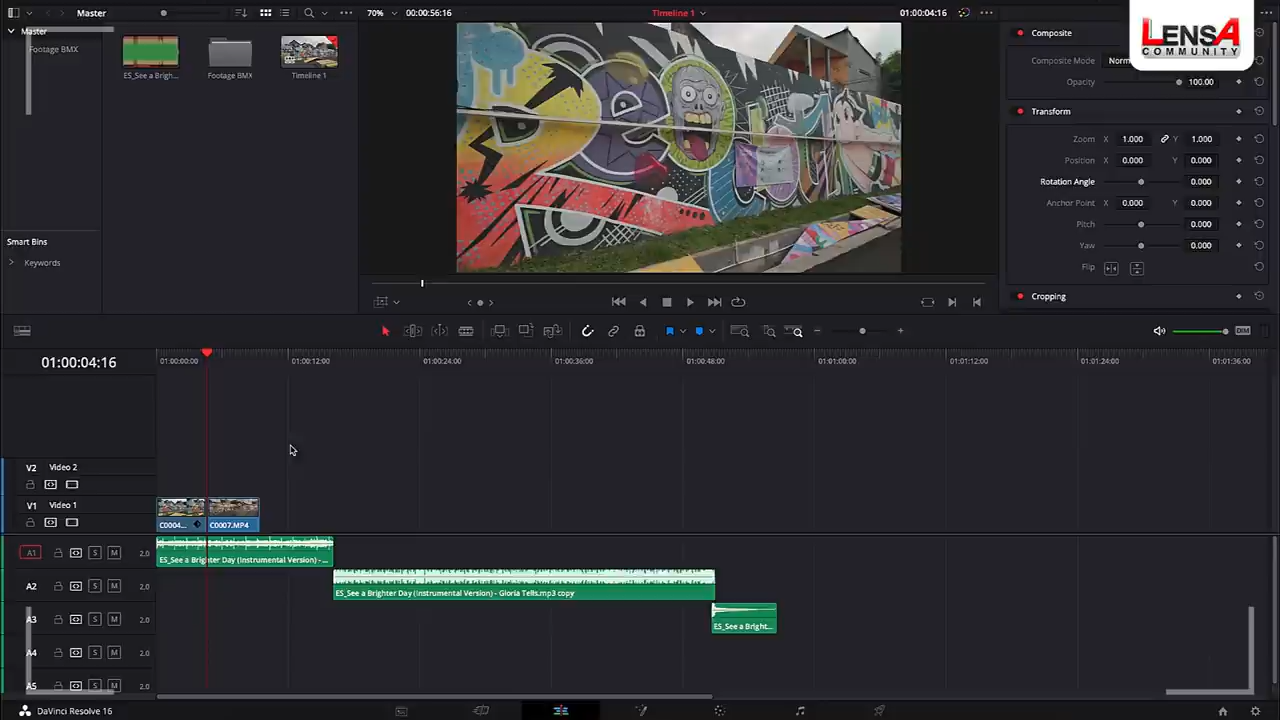 Master
70%
00:00:56:16
Timeline 1
01:00:04:16
LENSA
COMMUNITY
Master
Footage BMX
ES_See a Brigh...
Footage BMX
Timeline 1
Smart Bins
Keywords
Composite
Composite Mode
Norm
Opacity
100.00
Transform
Zoom X 1.000 Y 1.000
Position X 0.000 Y 0.000
Rotation Angle 0.000
Anchor Point X 0.000 Y 0.000
Pitch 0.000
Yaw 0.000
Flip
Cropping
DIM
01:00:04:16
01:00:00:00
01:00:12:00
01:00:24:00
01:00:36:00
01:00:48:00
01:01:00:00
01:01:12:00
01:01:24:00
01:01:36:00
V2 Video 2
V1 Video 1
C0004...
C0007.MP4
A1 S M 2.0
ES_See a Brighter Day (Instrumental Version) - ...
A2 S M 2.0
ES_See a Brighter Day (Instrumental Version) - Gloria Tells.mp3 copy
A3 S M 2.0
ES_See a Bright...
A4 S M 2.0
A5 S M 2.0
DaVinci Resolve 16